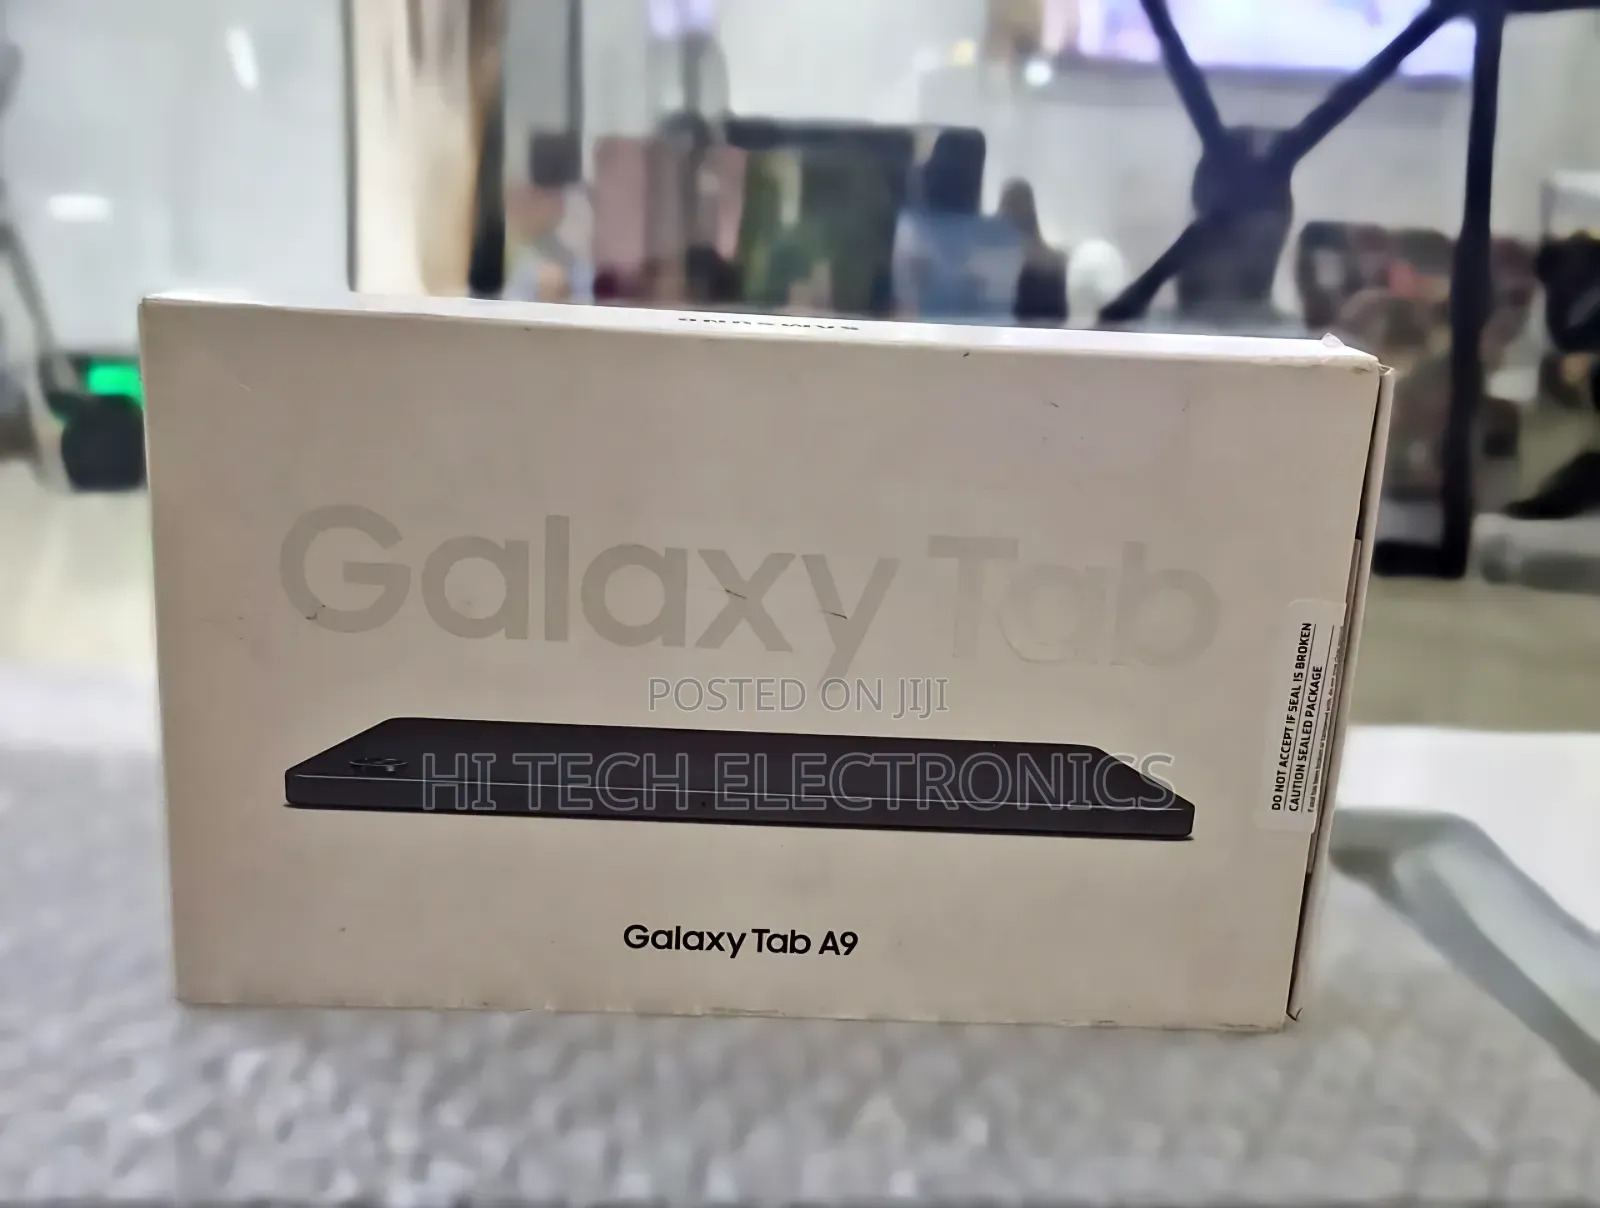 SAMSUNG
Galaxy Tab
POSTED ON JIJI
HI TECH ELECTRONICS
Galaxy Tab A9
DO NOT ACCEPT IF SEAL IS BROKEN
CAUTION SEALED PACKAGE